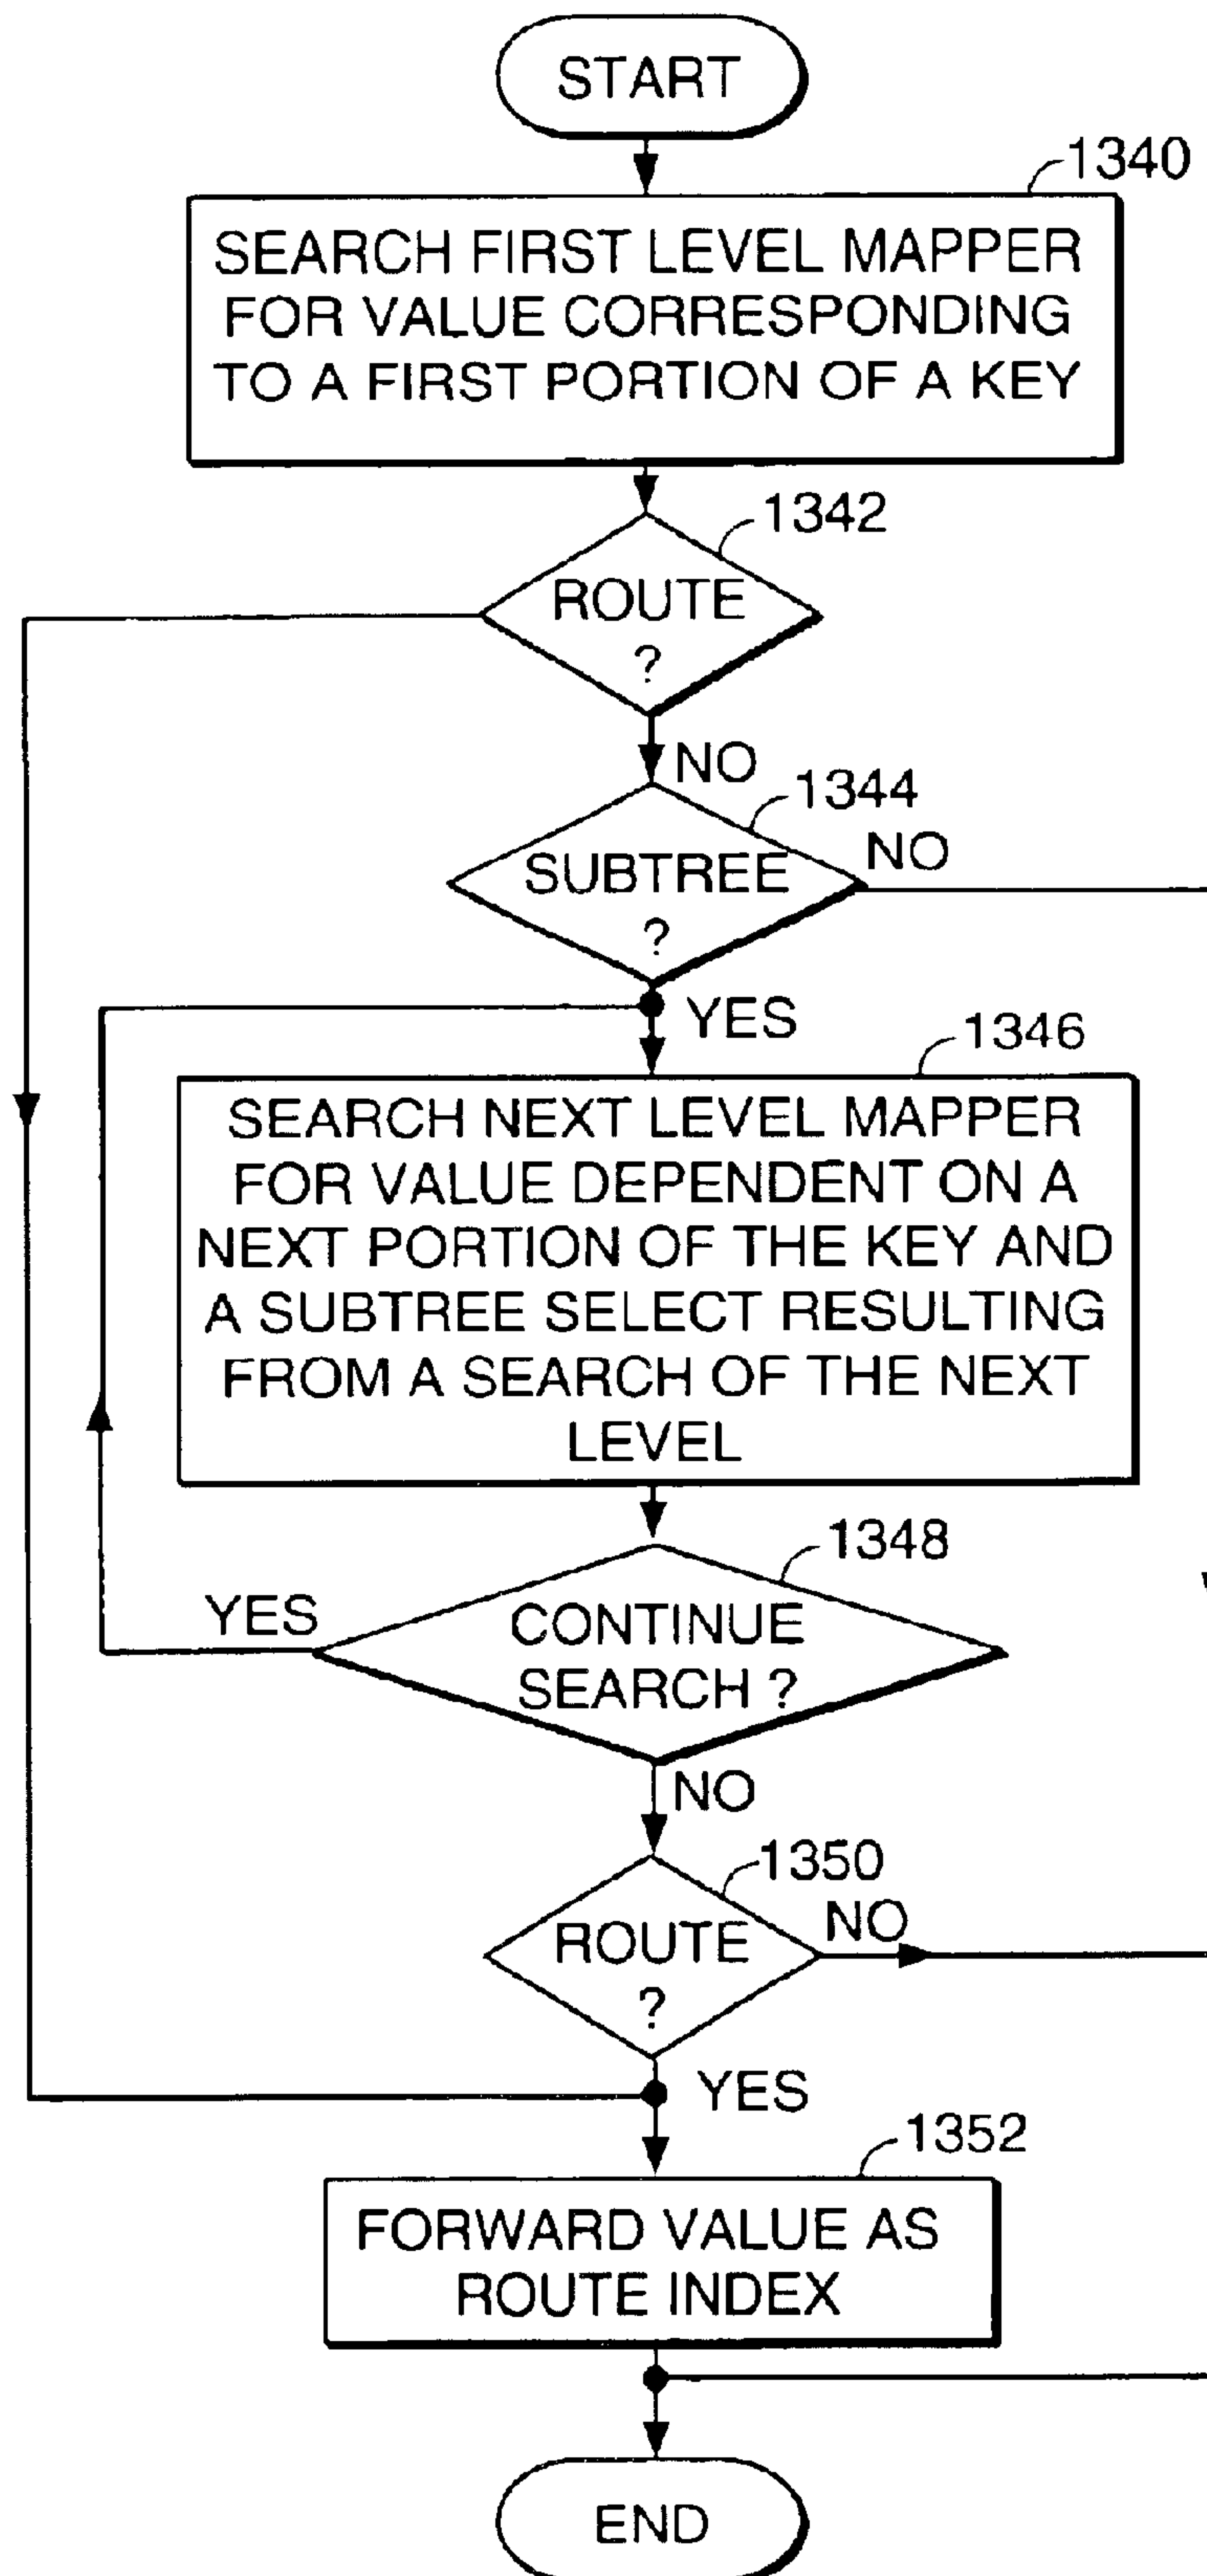 START
1340
SEARCH FIRST LEVEL MAPPER
FOR VALUE CORRESPONDING
TO A FIRST PORTION OF A KEY
1342
ROUTE
?
NO
1344
SUBTREE
?
NO
YES
1346
SEARCH NEXT LEVEL MAPPER
FOR VALUE DEPENDENT ON A
NEXT PORTION OF THE KEY AND
A SUBTREE SELECT RESULTING
FROM A SEARCH OF THE NEXT
LEVEL
1348
YES
CONTINUE
SEARCH ?
NO
1350
ROUTE
?
NO
YES
1352
FORWARD VALUE AS
ROUTE INDEX
END